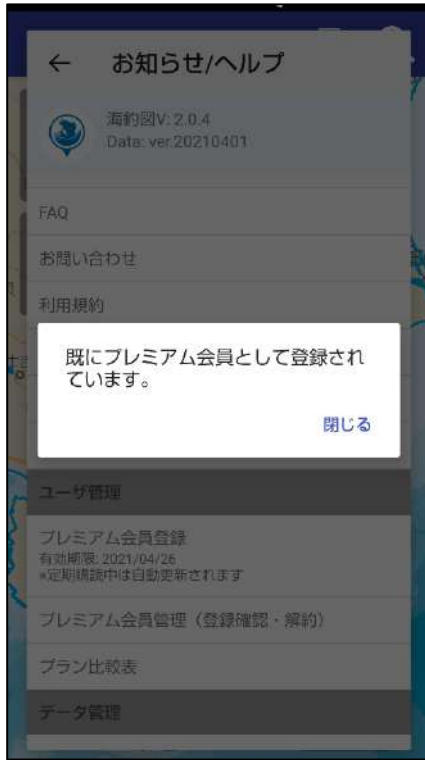 お知らせ/ヘルプ
海釣図V: 2.0.4
Data: ver.20210401
FAQ
お問い合わせ
利用規約
既にプレミアム会員として登録され
ています。
閉じる
ユーザ管理
プレミアム会員登録
有効期限: 2021/04/26
※定期購読中は自動更新されます
プレミアム会員管理（登録確認・解約）
プラン比較表
データ管理